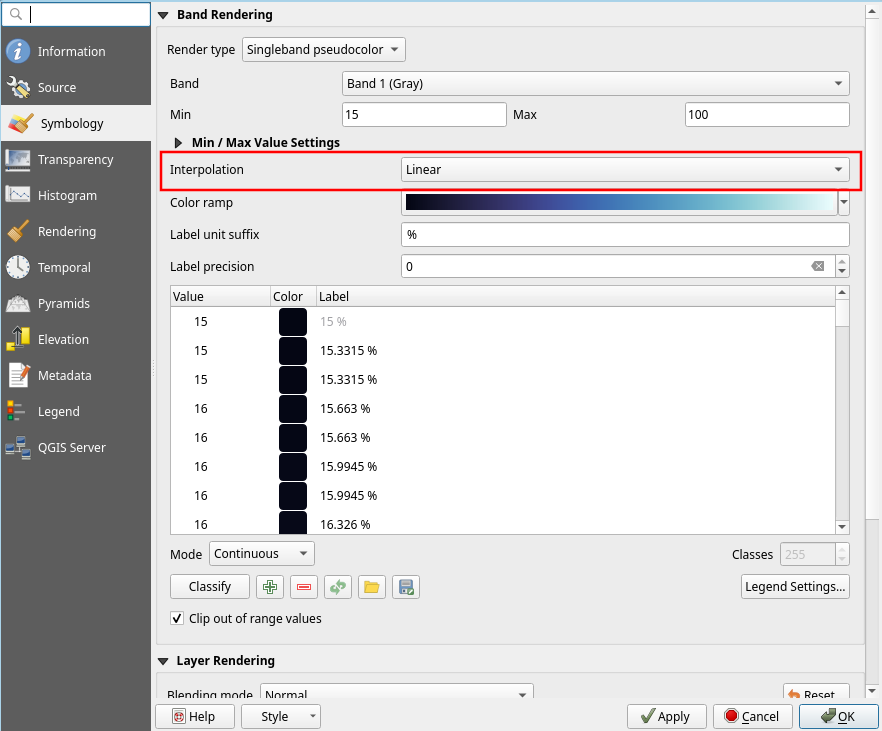 Information
Source
Symbology
Transparency
Histogram
Rendering
Temporal
Pyramids
Elevation
Metadata
Legend
QGIS Server
Band Rendering
Render type Singleband pseudocolor
Band Band 1 (Gray)
Min 15 Max 100
Min / Max Value Settings
Interpolation Linear
Color ramp
Label unit suffix %
Label precision 0
Value Color Label
15 15 %
15 15.3315 %
15 15.3315 %
16 15.663 %
16 15.663 %
16 15.9945 %
16 15.9945 %
16 16.326 %
Mode Continuous Classes 255
Classify Legend Settings...
Clip out of range values
Layer Rendering
Blending mode Normal Reset
Help Style Apply Cancel OK